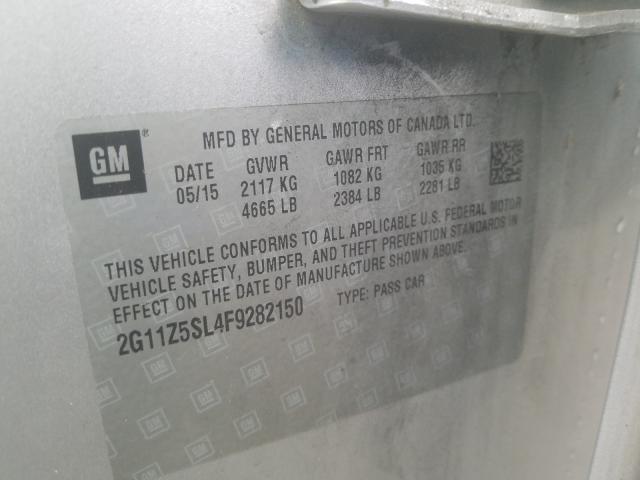 GM®
MFD BY GENERAL MOTORS OF CANADA LTD.
DATE GVWR GAWR FRT GAWR RR
05/15 2117 KG 1082 KG 1035 KG
4665 LB 2384 LB 2281 LB
THIS VEHICLE CONFORMS TO ALL APPLICABLE U.S. FEDERAL MOTOR
VEHICLE SAFETY, BUMPER, AND THEFT PREVENTION STANDARDS IN
EFFECT ON THE DATE OF MANUFACTURE SHOWN ABOVE.
2G11Z5SL4F9282150 TYPE: PASS CAR